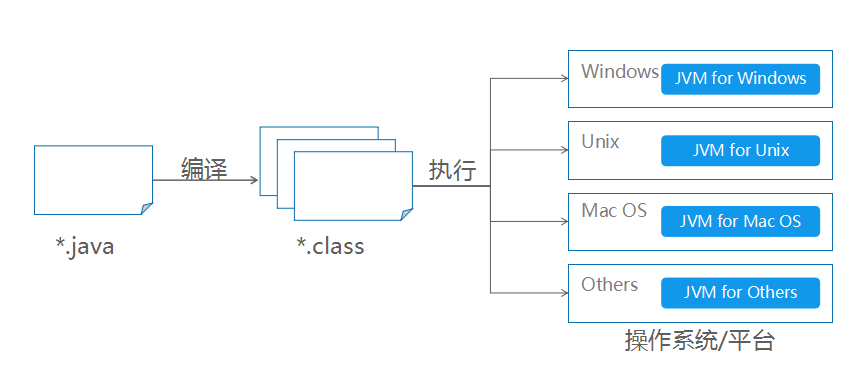 *.java
编译
*.class
执行
Windows
JVM for Windows
Unix
JVM for Unix
Mac OS
JVM for Mac OS
Others
JVM for Others
操作系统/平台